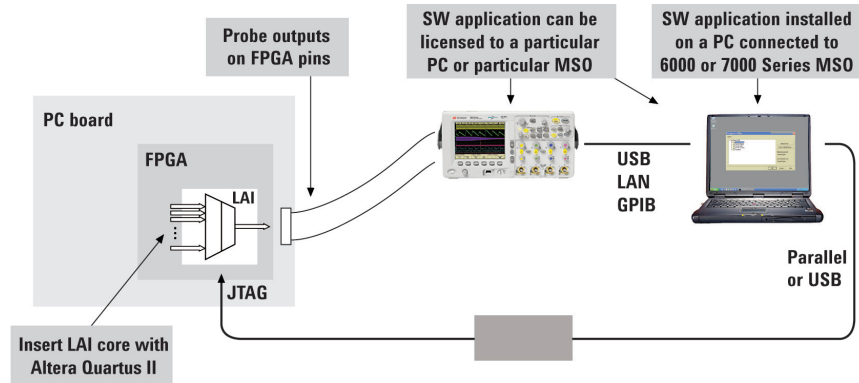 Probe outputs
on FPGA pins
SW application can be
licensed to a particular
PC or particular MSO
SW application installed
on a PC connected to
6000 or 7000 Series MSO
PC board
FPGA
LAI
USB
LAN
GPIB
Parallel
or USB
JTAG
Insert LAI core with
Altera Quartus II